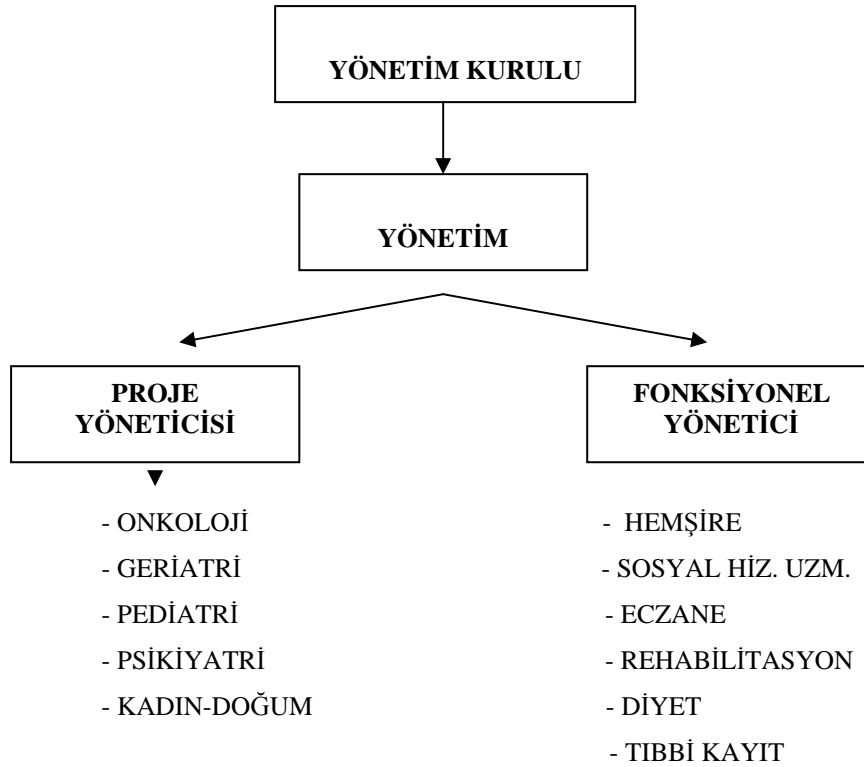 YÖNETİM KURULU
YÖNETİM
PROJE
YÖNETİCİSİ
- ONKOLOJİ
- GERİATRİ
- PEDİATRİ
- PSİKİYATRİ
- KADIN-DOĞUM
FONKSİYONEL
YÖNETİCİ
- HEMŞİRE
- SOSYAL HİZ. UZM.
- ECZANE
- REHABİLİTASYON
- DİYET
- TIBBİ KAYIT